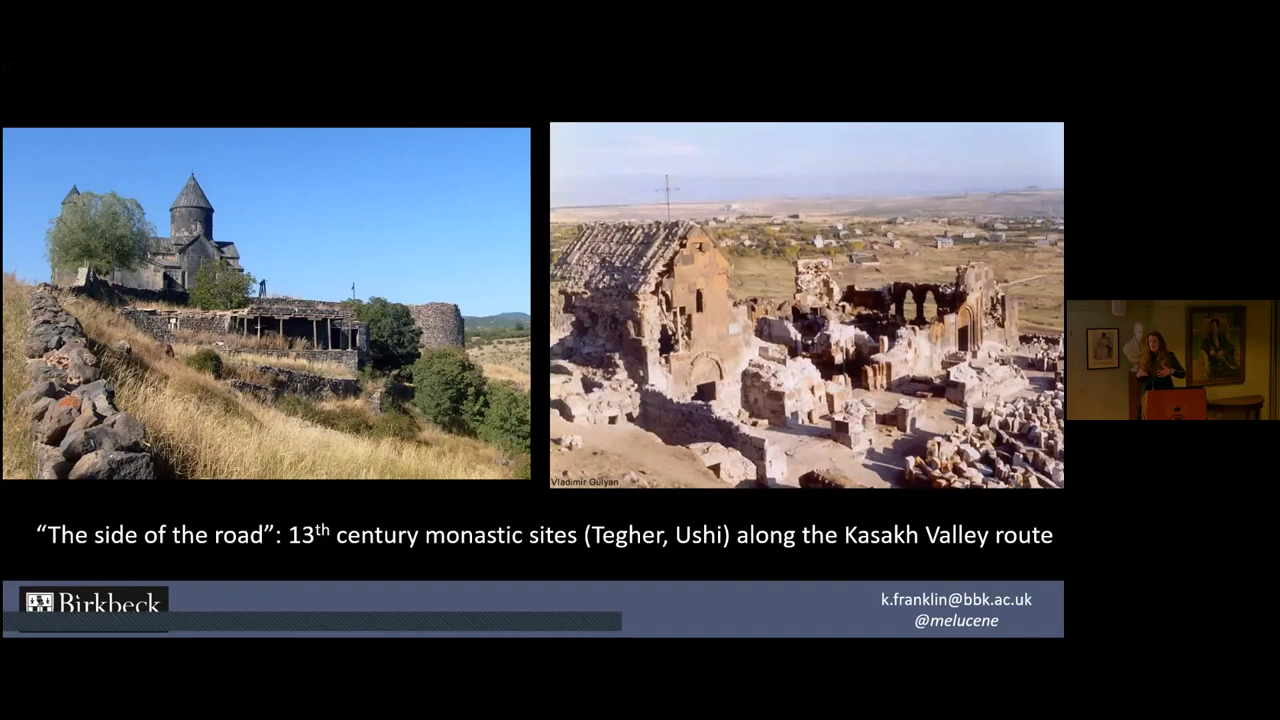 Vladimir Gulyan
“The side of the road”: 13th century monastic sites (Tegher, Ushi) along the Kasakh Valley route
Birkbeck
k.franklin@bbk.ac.uk
@melucene